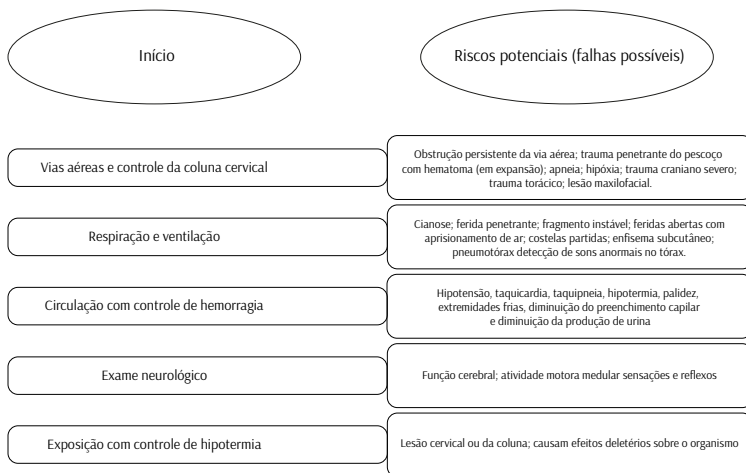 Início
Riscos potenciais (falhas possíveis)
Vias aéreas e controle da coluna cervical
Obstrução persistente da via aérea; trauma penetrante do pescoço
com hematoma (em expansão); apneia; hipóxia; trauma craniano severo;
trauma torácico; lesão maxilofacial.
Respiração e ventilação
Cianose; ferida penetrante; fragmento instável; feridas abertas com
aprisionamento de ar; costelas partidas; enfisema subcutâneo;
pneumotórax detecção de sons anormais no tórax.
Circulação com controle de hemorragia
Hipotensão, taquicardia, taquipneia, hipotermia, palidez,
extremidades frias, diminuição do preenchimento capilar
e diminuição da produção de urina
Exame neurológico
Função cerebral; atividade motora medular sensações e reflexos
Exposição com controle de hipotermia
Lesão cervical ou da coluna; causam efeitos deletérios sobre o organismo